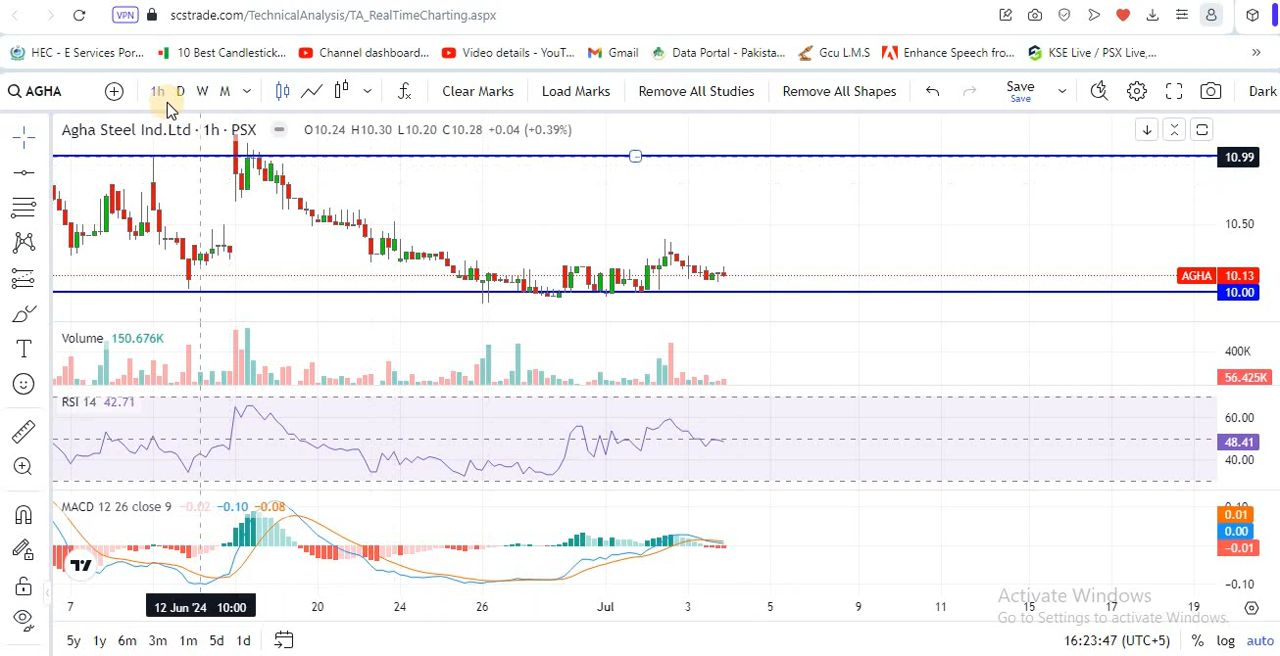 VPN scstrade.com/TechnicalAnalysis/TA_RealTimeCharting.aspx
HEC - E Services Por... 10 Best Candlestick... Channel dashboard... Video details - YouT... Gmail Data Portal - Pakista... Gcu L.M.S Enhance Speech fro... KSE Live / PSX Live,... »
AGHA 1h D W M Clear Marks Load Marks Remove All Studies Remove All Shapes Save Dark
Save
Agha Steel Ind.Ltd · 1h · PSX O10.24 H10.30 L10.20 C10.28 +0.04 (+0.39%)
10.99
10.50
AGHA 10.13
10.00
Volume 150.676K
400K
56.425K
RSI 14 42.71
60.00
48.41
40.00
MACD 12 26 close 9 −0.02 −0.10 −0.08
0.01
0.00
−0.01
−0.10
Activate Windows
Go to Settings to activate Windows.
7 12 Jun '24 10:00 20 24 26 Jul 3 5 9 11 15 17 19
5y 1y 6m 3m 1m 5d 1d 16:23:47 (UTC+5) % log auto